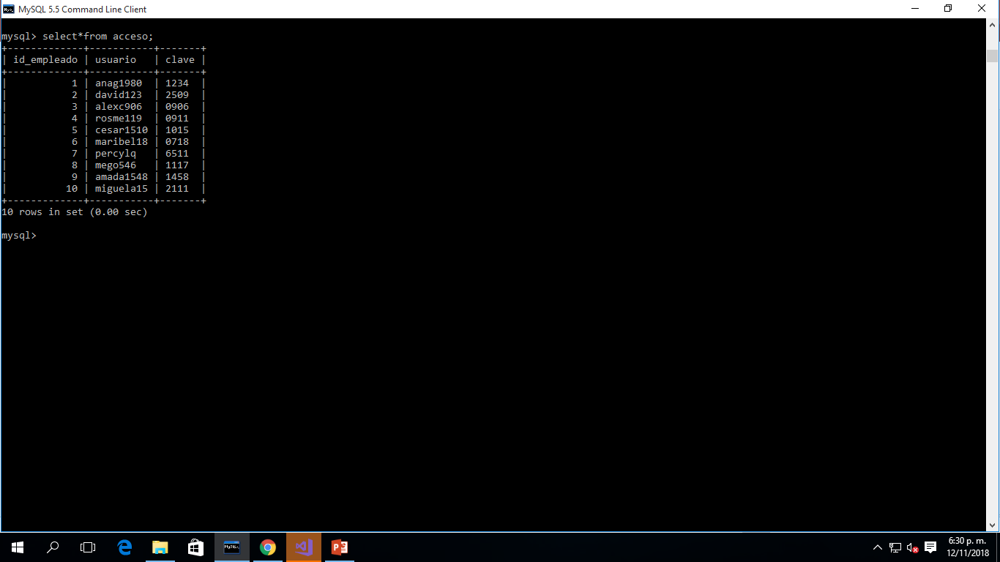 MySQL 5.5 Command Line Client
mysql> select*from acceso;
+-------------+-----------+-------+
| id_empleado | usuario   | clave |
+-------------+-----------+-------+
|           1 | anag1980  | 1234  |
|           2 | david123  | 2509  |
|           3 | alexc906  | 0906  |
|           4 | rosme119  | 0911  |
|           5 | cesar1510 | 1015  |
|           6 | maribel18 | 0718  |
|           7 | percylq   | 6511  |
|           8 | mego546   | 1117  |
|           9 | amada1548 | 1458  |
|          10 | miguela15 | 2111  |
+-------------+-----------+-------+
10 rows in set (0.00 sec)
mysql>
6:30 p. m.
12/11/2018